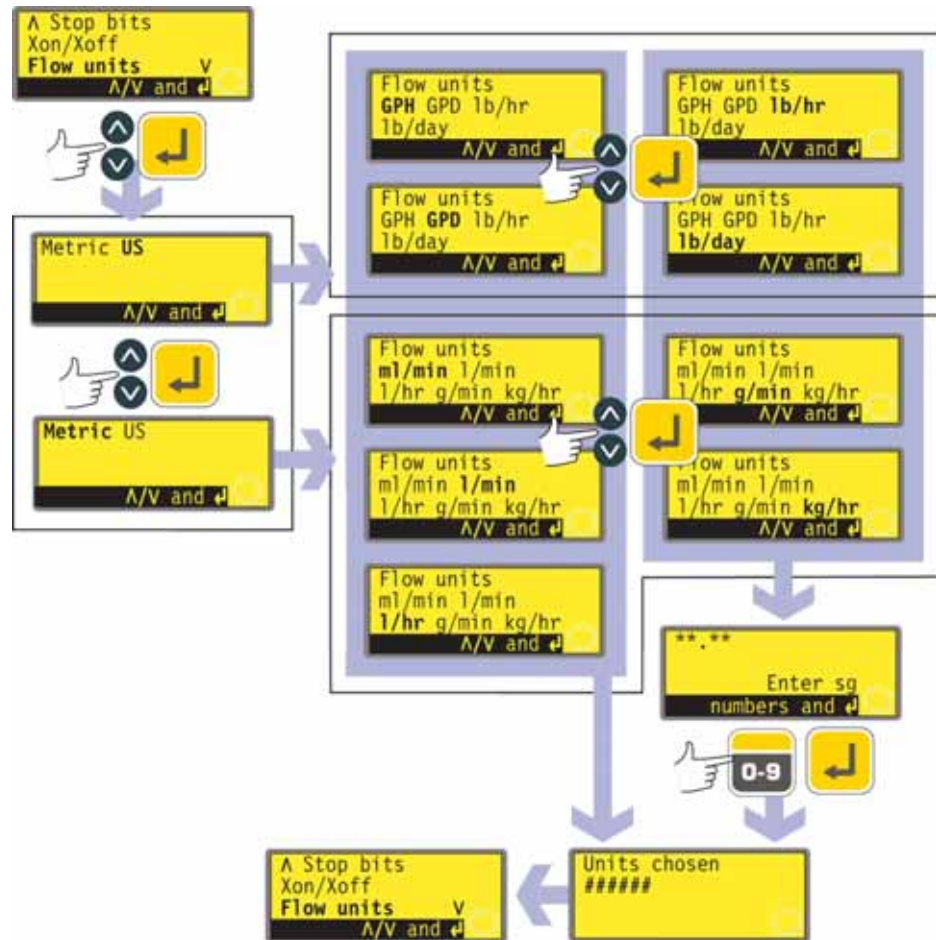 Λ Stop bits
Xon/Xoff
Flow units V
Λ/V and ↲
Metric US
Λ/V and ↲
Metric US
Λ/V and ↲
Flow units
GPH GPD lb/hr
lb/day
Λ/V and ↲
Flow units
GPH GPD lb/hr
lb/day
Λ/V and ↲
Flow units
GPH GPD lb/hr
lb/day
Λ/V and ↲
Flow units
GPH GPD lb/hr
lb/day
Λ/V and ↲
Flow units
ml/min l/min
l/hr g/min kg/hr
Λ/V and ↲
Flow units
ml/min l/min
l/hr g/min kg/hr
Λ/V and ↲
Flow units
ml/min l/min
l/hr g/min kg/hr
Λ/V and ↲
Flow units
ml/min l/min
l/hr g/min kg/hr
Λ/V and ↲
Flow units
ml/min l/min
l/hr g/min kg/hr
Λ/V and ↲
**.**
Enter sg
numbers and ↲
0-9
Units chosen
######
Λ Stop bits
Xon/Xoff
Flow units V
Λ/V and ↲